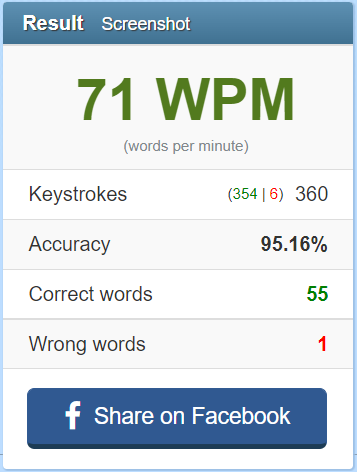 Result Screenshot
71 WPM
(words per minute)
Keystrokes (354 | 6) 360
Accuracy 95.16%
Correct words 55
Wrong words 1
f Share on Facebook